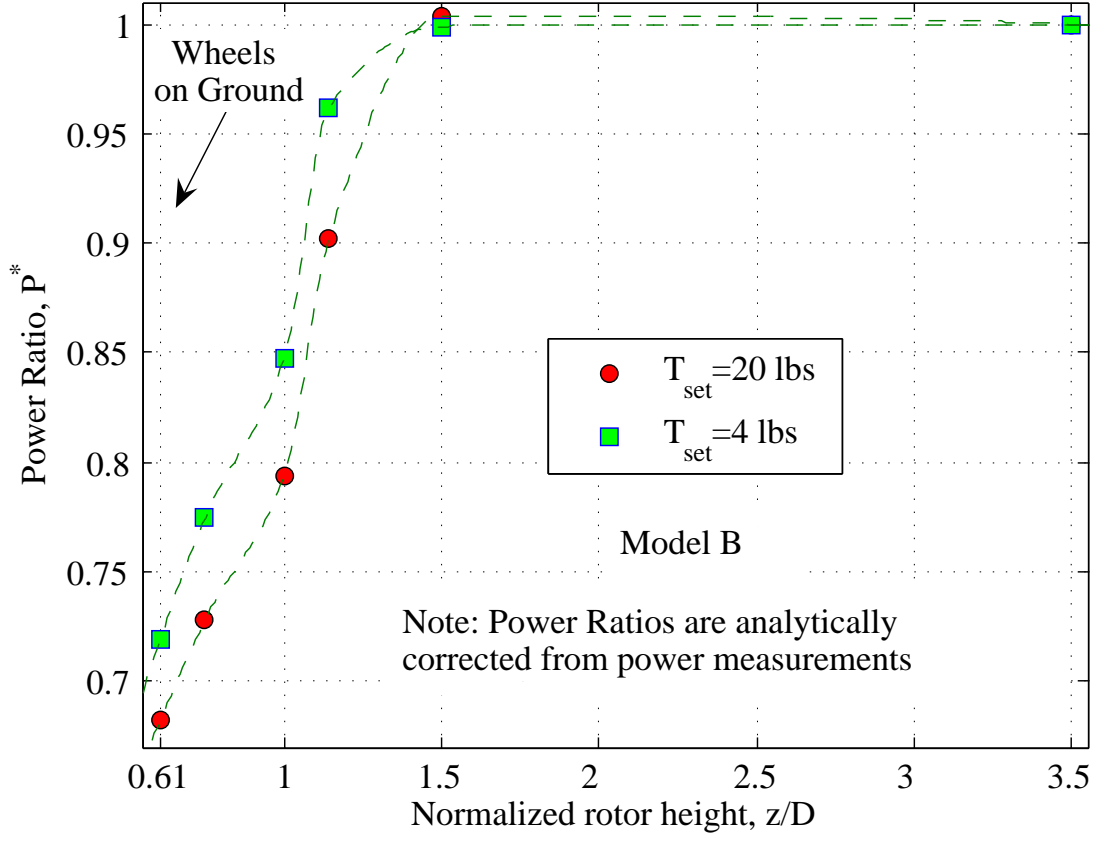 1
0.95
0.9
0.85
0.8
0.75
0.7
Power Ratio, P*
Wheels
on Ground
T_set=20 lbs
T_set=4 lbs
Model B
Note: Power Ratios are analytically
corrected from power measurements
0.61 1 1.5 2 2.5 3 3.5
Normalized rotor height, z/D